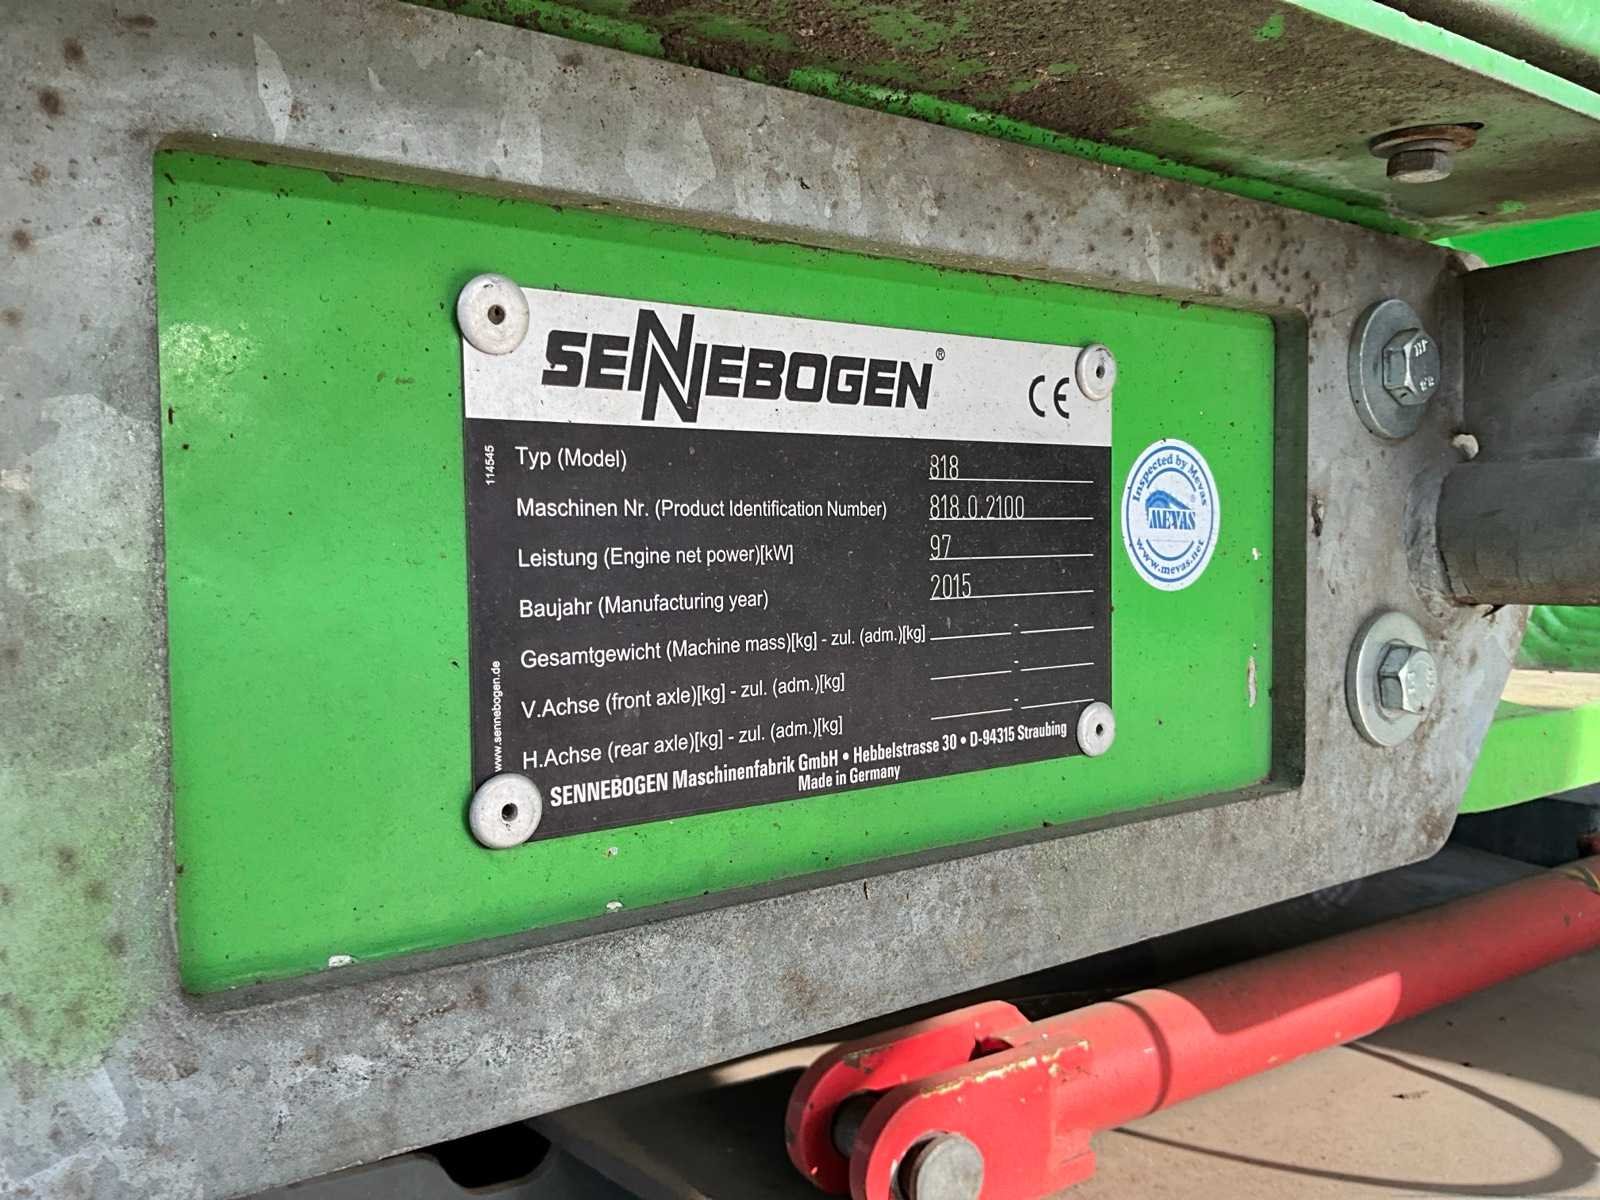 SENNEBOGEN®
CE
114545
Typ (Model) 818
Maschinen Nr. (Product Identification Number) 818.0.2100
Leistung (Engine net power)[kW] 97
Baujahr (Manufacturing year) 2015
Gesamtgewicht (Machine mass)[kg] - zul. (adm.)[kg] -
V.Achse (front axle)[kg] - zul. (adm.)[kg] -
H.Achse (rear axle)[kg] - zul. (adm.)[kg] -
www.sennebogen.de
SENNEBOGEN Maschinenfabrik GmbH • Hebbelstrasse 30 • D-94315 Straubing
Made in Germany
Inspected by Mevas
MEVAS®
www.mevas.net